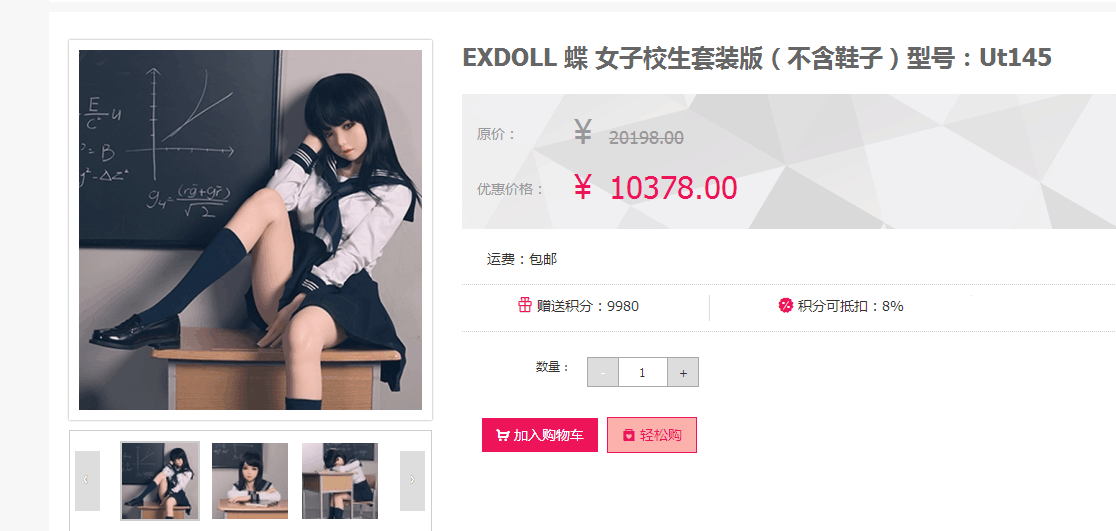 EXDOLL 蝶 女子校生套装版（不含鞋子）型号：Ut145
原价： ¥ 20198.00
优惠价格： ¥ 10378.00
运费：包邮
赠送积分：9980 积分可抵扣：8%
数量： - 1 +
加入购物车 轻松购